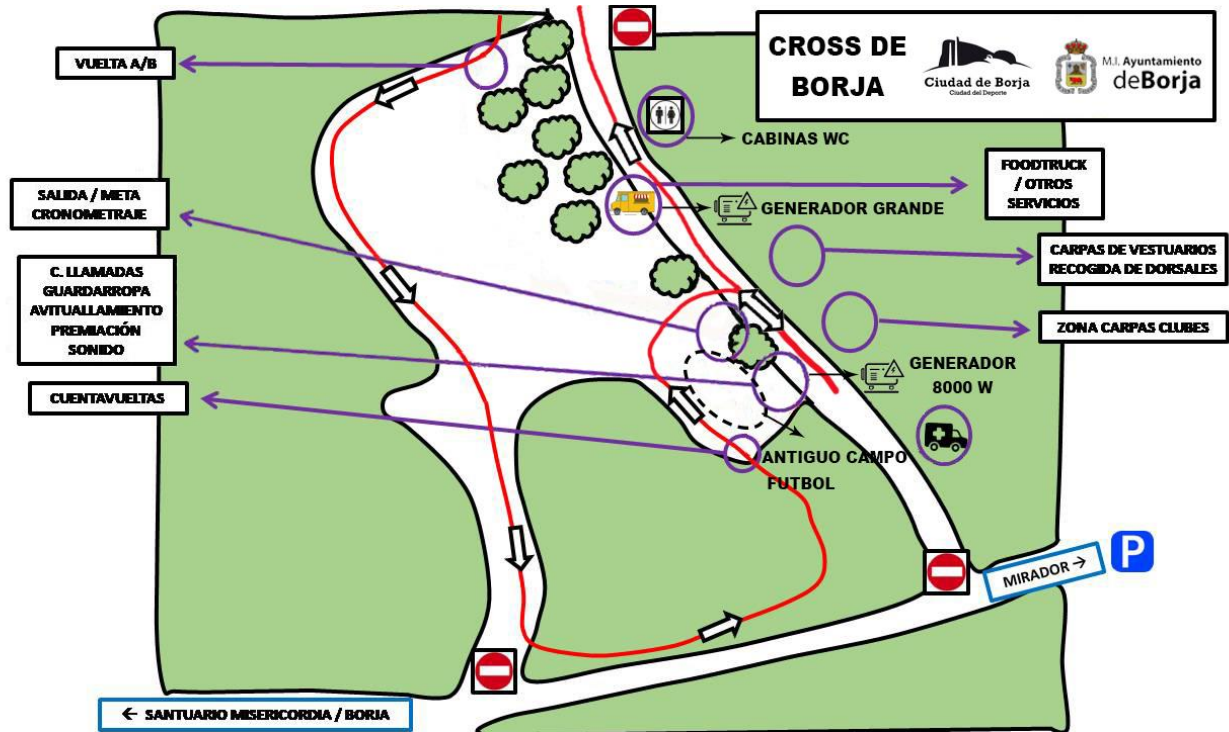 CROSS DE
BORJA
Ciudad de Borja
Ciudad del Deporte
M.I. Ayuntamiento
deBorja
VUELTA A/B
CABINAS WC
FOODTRUCK
/ OTROS
SERVICIOS
SALIDA / META
CRONOMETRAJE
GENERADOR GRANDE
CARPAS DE VESTUARIOS
RECOGIDA DE DORSALES
C. LLAMADAS
GUARDARROPA
AVITUALLAMIENTO
PREMIACIÓN
SONIDO
ZONA CARPAS CLUBES
GENERADOR
8000 W
CUENTAVUELTAS
ANTIGUO CAMPO
FUTBOL
MIRADOR →
P
← SANTUARIO MISERICORDIA / BORJA